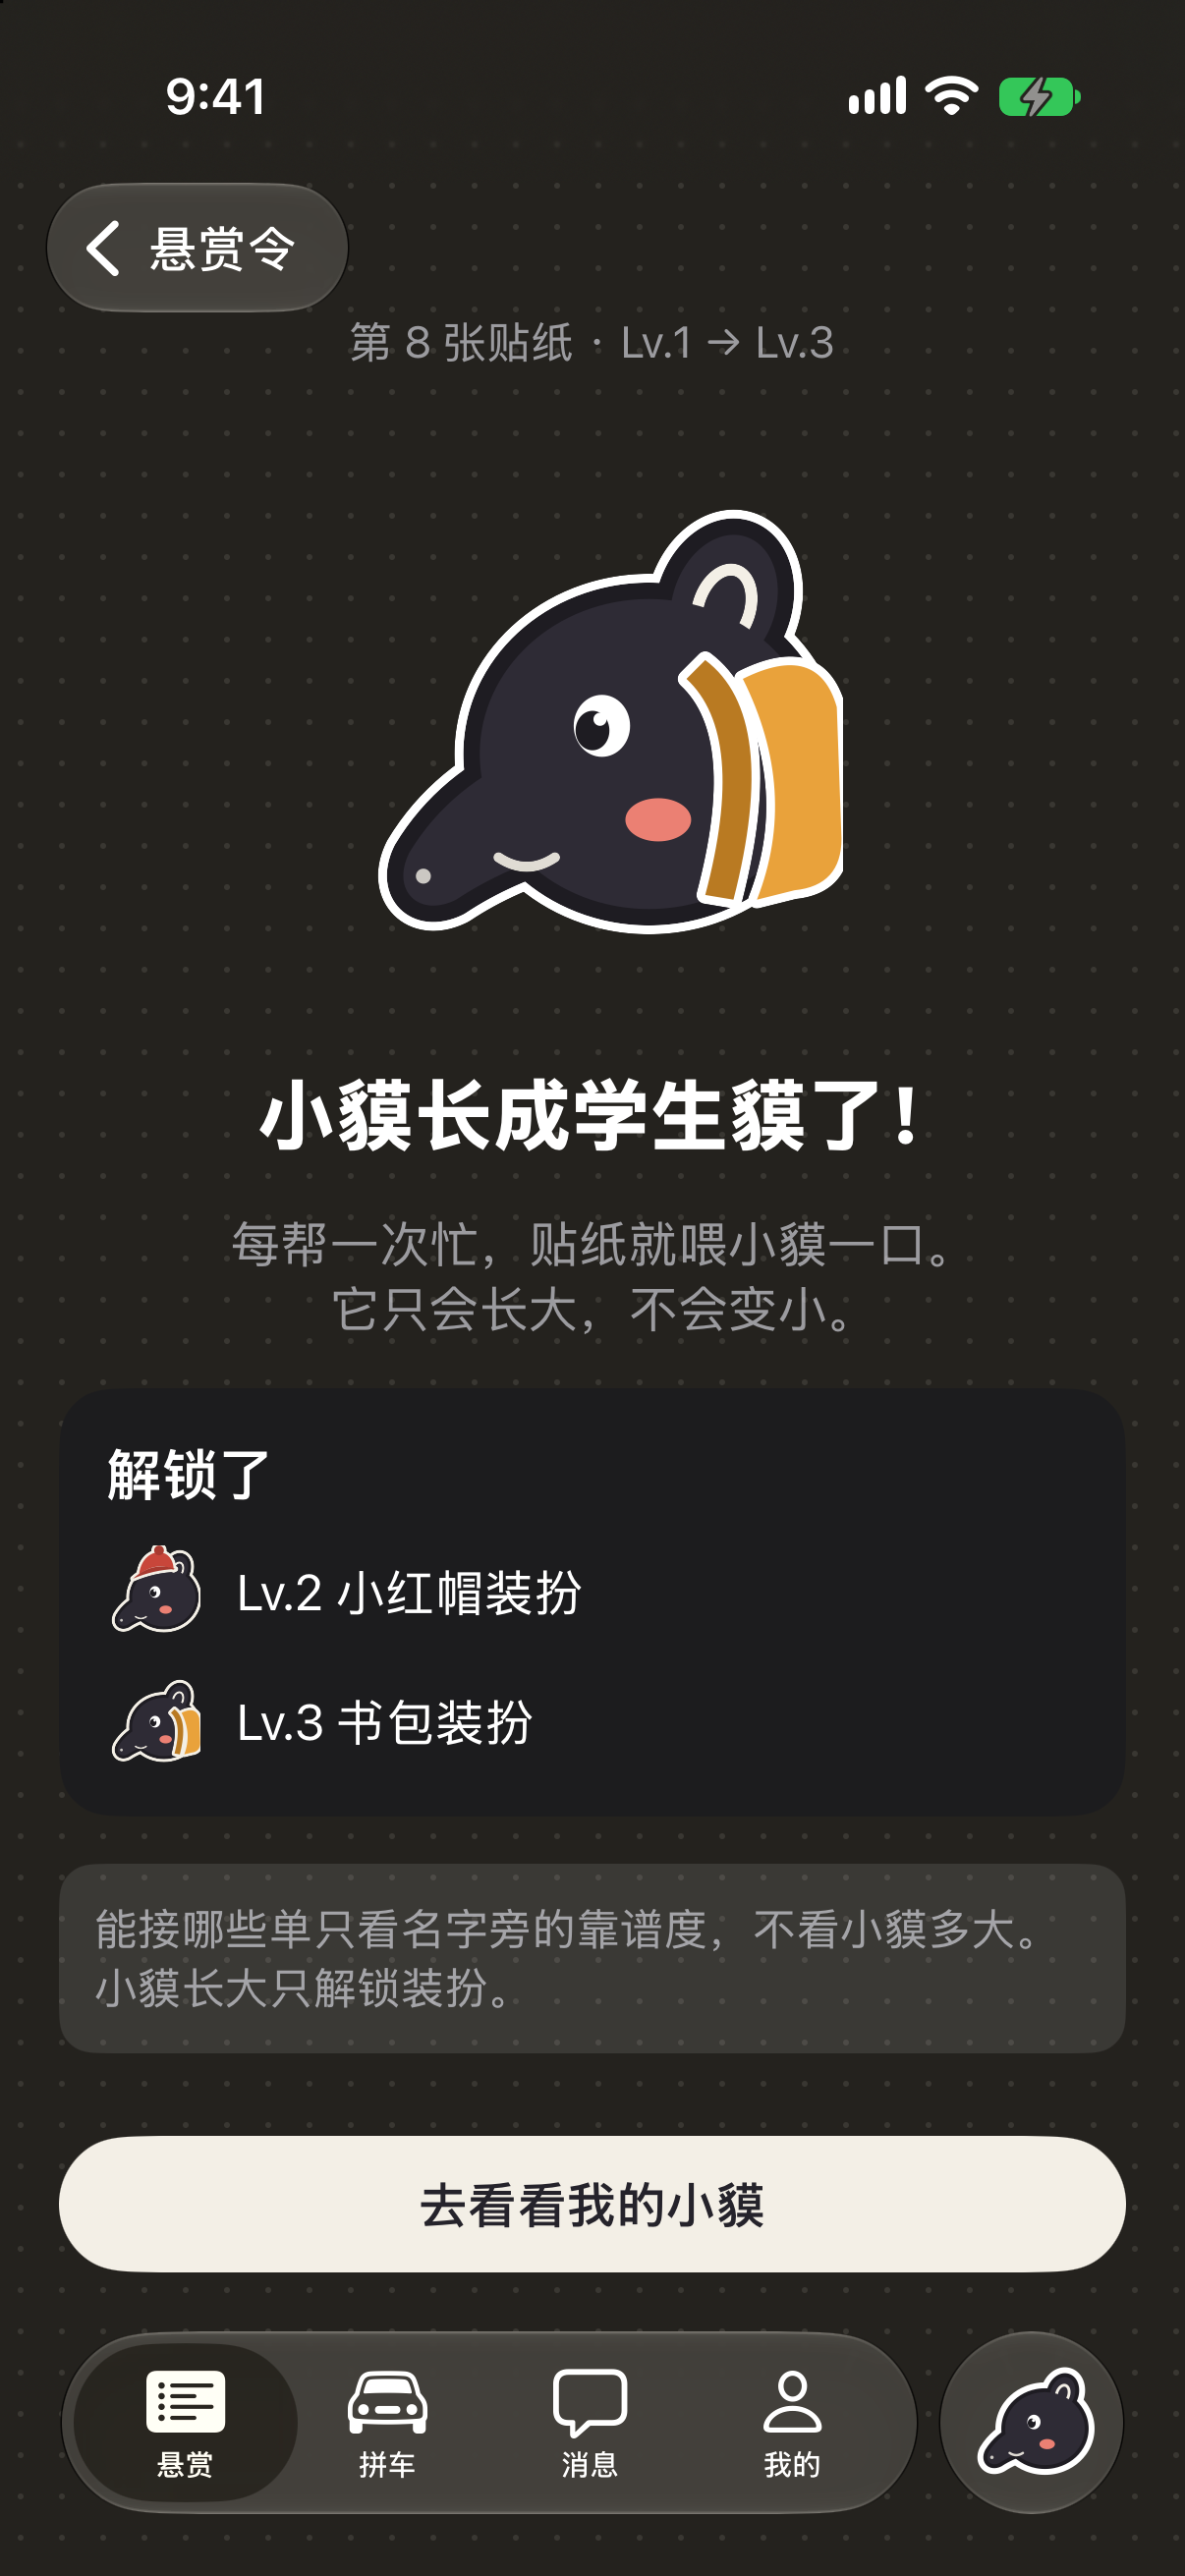 9:41
悬赏令
第 8 张贴纸 · Lv.1 → Lv.3
小貘长成学生貘了！
每帮一次忙，贴纸就喂小貘一口。
它只会长大，不会变小。
解锁了
Lv.2 小红帽装扮
Lv.3 书包装扮
能接哪些单只看名字旁的靠谱度，不看小貘多大。
小貘长大只解锁装扮。
去看看我的小貘
悬赏
拼车
消息
我的